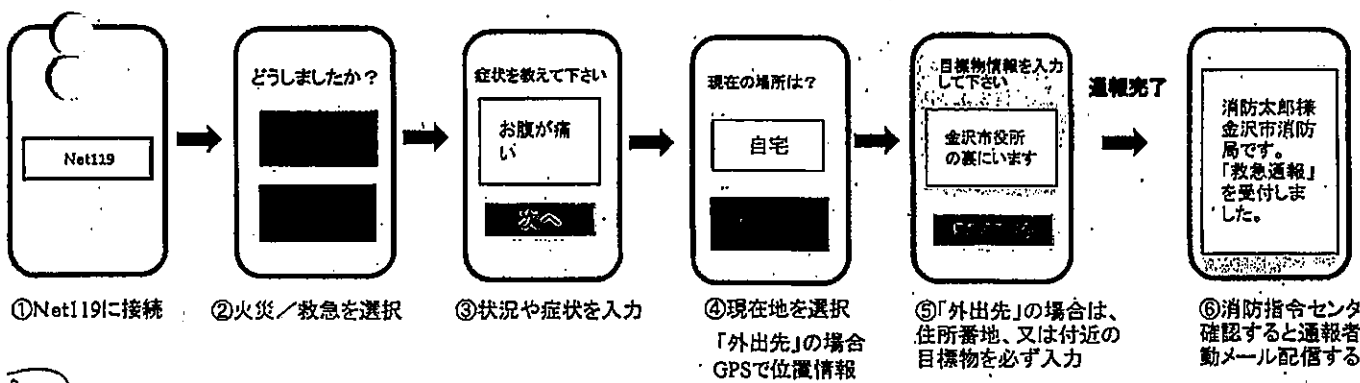 Net119
どうしましたか?
症状を教えて下さい
お腹が痛
い
次へ
現在の場所は?
自宅
目標物情報を入力
して下さい
金沢市役所
の裏にいます
通報完了
消防太郎様
金沢市消防
局です。
「救急通報」
を受付しま
した。
①Net119に接続
②火災/救急を選択
③状況や症状を入力
④現在地を選択
「外出先」の場合
GPSで位置情報
⑤「外出先」の場合は、
住所番地、又は付近の
目標物を必ず入力
⑥消防指令センタ
確認すると通報者
動メール配信する